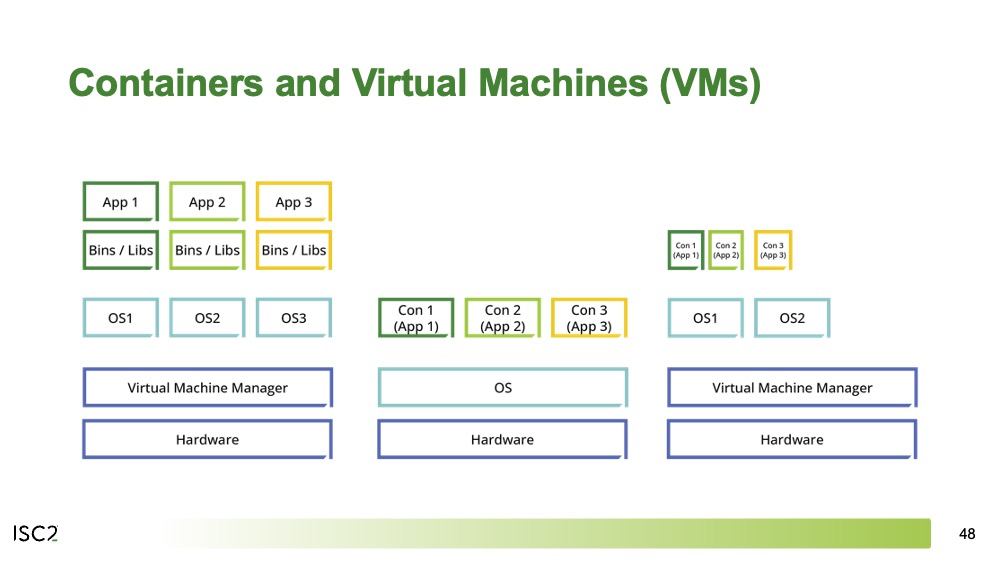 Containers and Virtual Machines (VMs)
App 1
App 2
App 3
Bins / Libs
Bins / Libs
Bins / Libs
OS1
OS2
OS3
Virtual Machine Manager
Hardware
Con 1
(App 1)
Con 2
(App 2)
Con 3
(App 3)
OS
Hardware
Con 1
(App 1)
Con 2
(App 2)
Con 3
(App 3)
OS1
OS2
Virtual Machine Manager
Hardware
ISC2
48